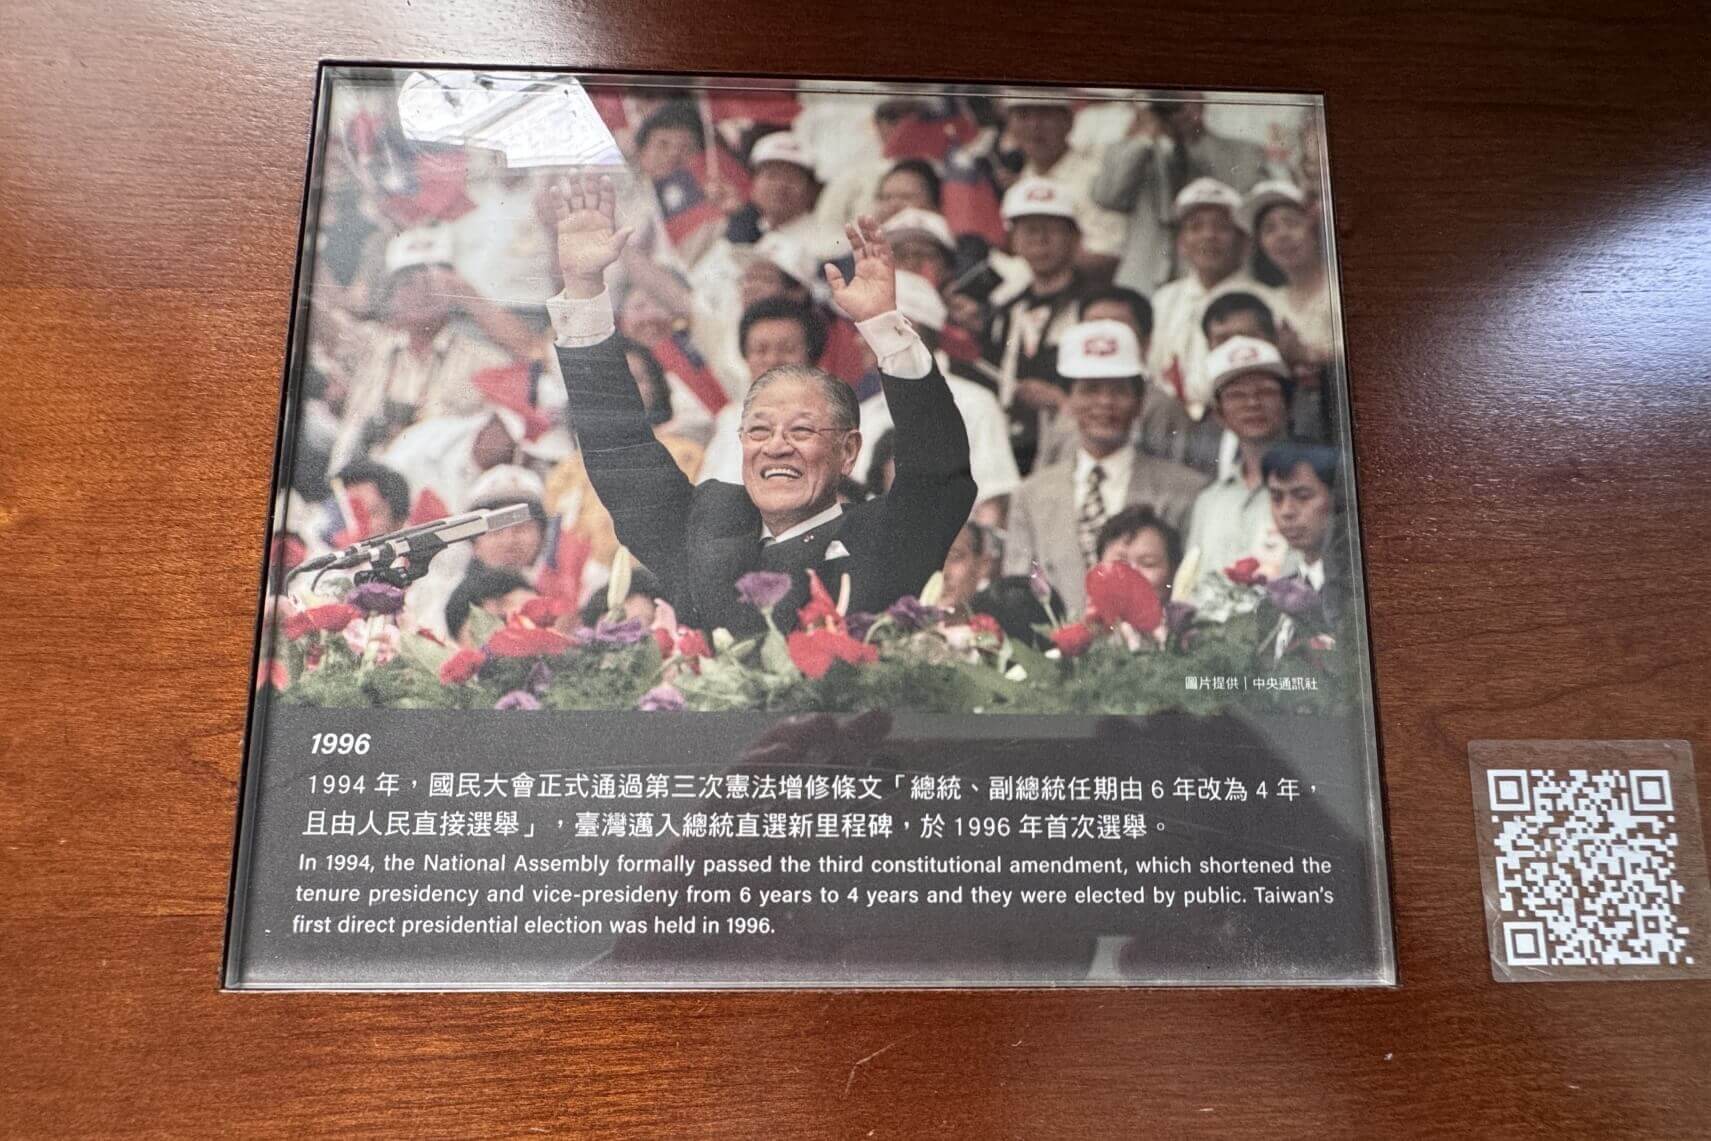 圖片提供｜中央通訊社
1996
1994 年，國民大會正式通過第三次憲法增修條文「總統、副總統任期由 6 年改為 4 年，
且由人民直接選舉」，臺灣邁入總統直選新里程碑，於 1996 年首次選舉。
In 1994, the National Assembly formally passed the third constitutional amendment, which shortened the
tenure presidency and vice-presideny from 6 years to 4 years and they were elected by public. Taiwan's
first direct presidential election was held in 1996.